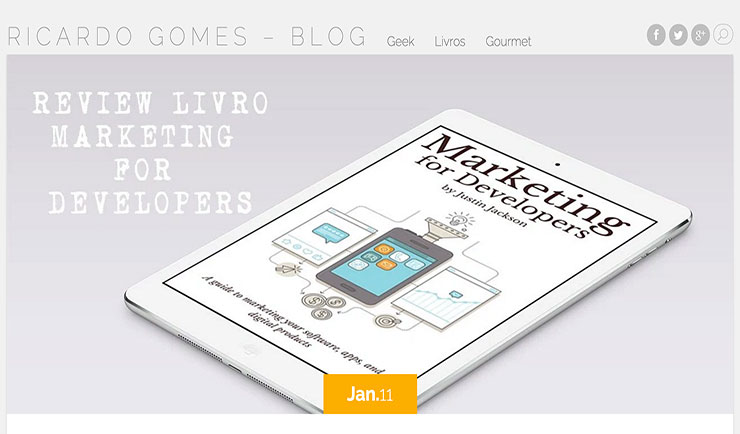 RICARDO GOMES – BLOG
Geek Livros Gourmet
REVIEW LIVRO
MARKETING
FOR
DEVELOPERS
Marketing
for Developers
by Justin Jackson
A guide to marketing your software, apps, and
digital products
Jan.11